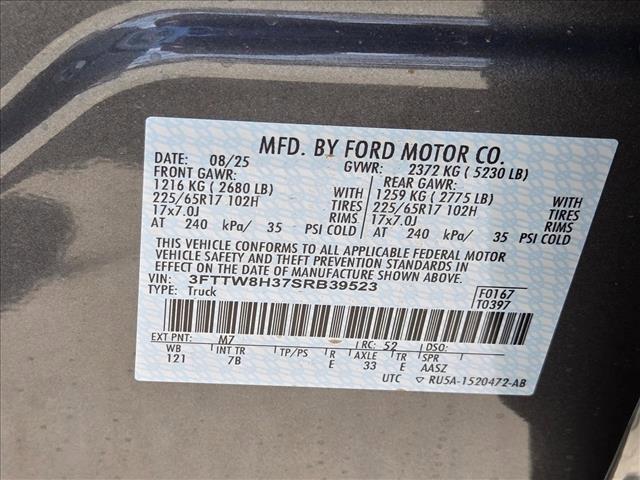 MFD. BY FORD MOTOR CO.
DATE: 08/25 GVWR: 2372 KG ( 5230 LB)
FRONT GAWR: REAR GAWR:
1216 KG ( 2680 LB) WITH 1259 KG ( 2775 LB) WITH
225/65R17 102H TIRES 225/65R17 102H TIRES
17x7.0J RIMS 17x7.0J RIMS
AT 240 kPa/ 35 PSI COLD AT 240 kPa/ 35 PSI COLD
THIS VEHICLE CONFORMS TO ALL APPLICABLE FEDERAL MOTOR
VEHICLE SAFETY AND THEFT PREVENTION STANDARDS IN
EFFECT ON THE DATE OF MANUFACTURE SHOWN ABOVE.
VIN: 3FTTW8H37SRB39523 F0167
TYPE: Truck T0397
EXT PNT: M7 RC: 52 DSO:
WB INT TR TP/PS R AXLE TR SPR
121 7B E 33 E AASZ
UTC RU5A-1520472-AB